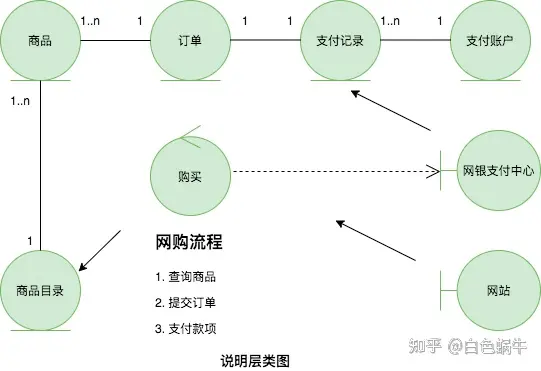 1..n 1 1 1 1..n 1
商品 订单 支付记录 支付账户
1..n
购买 网银支付中心
1
网购流程
商品目录 1. 查询商品 网站
2. 提交订单
3. 支付款项
说明层类图
知乎 @白色蜗牛